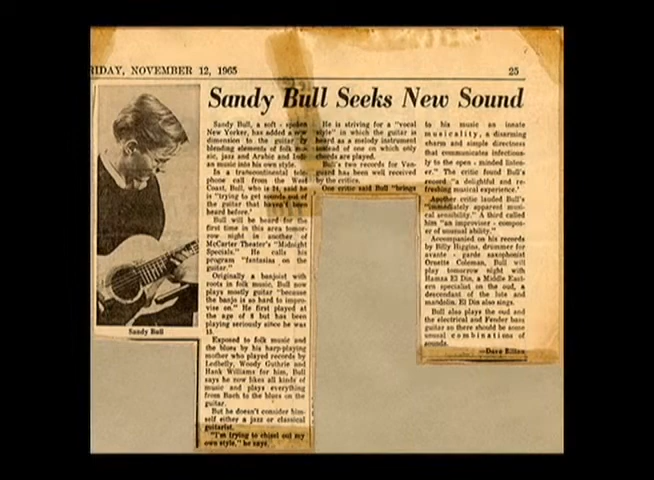 RIDAY, NOVEMBER 12, 1965
25
Sandy Bull Seeks New Sound
Sandy Bull
Sandy Bull, a soft - spoken
New Yorker, has added a new
dimension to the guitar by
blending elements of folk mu-
sic, jazz and Arabic and Indi-
an music into his own style.
In a transcontinental tele-
phone call from the West
Coast, Bull, who is 24, said he
is "trying to get sounds out of
the guitar that haven't been
heard before."
Bull will be heard for the
first time in this area tomor-
row night in another of
McCarter Theater's "Midnight
Specials." He calls his
program "fantasias on the
guitar."
Originally a banjoist with
roots in folk music, Bull now
plays mostly guitar "because
the banjo is so hard to impro-
vise on." He first played at
the age of 8 but has been
playing seriously since he was
15
Exposed to folk music and
the blues by his harp-playing
mother who played records by
Ledbelly, Woody Guthrie and
Hank Williams for him, Bull
says he now likes all kinds of
music and plays everything
from Bach to the blues on the
guitar.
But he doesn't consider him-
self either a jazz or classical
guitarist.
"I'm trying to chisel out my
own style," he says.
He is striving for a "vocal
style" in which the guitar is
heard as a melody instrument
instead of one on which only
chords are played.
Bull's two records for Van-
guard has been well received
by the critics.
One critic said Bull "brings
to his music an innate
musicality, a disarming
charm and simple directness
that communicates infectious-
ly to the open - minded listen-
er." The critic found Bull's
record "a delightful and re-
freshing musical experience."
Another critic lauded Bull's
"immediately apparent musi-
cal sensibility." A third called
him "an improviser - compos-
er of unusual ability."
Accompanied on his records
by Billy Higgins, drummer for
avante - garde saxophonist
Ornette Coleman, Bull will
play tomorrow night with
Hamza El Din, a Middle East-
ern specialist on the oud, a
descendant of the lute and
mandolin. El Din also sings.
Bull also plays the oud and
the electrical and Fender bass
guitar so there should be some
unusual combinations of
sounds.
—Dave Bitten